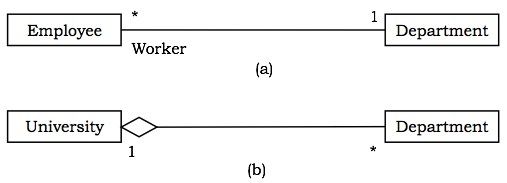 Employee * 1 Department
Worker
(a)
University Department
1 *
(b)